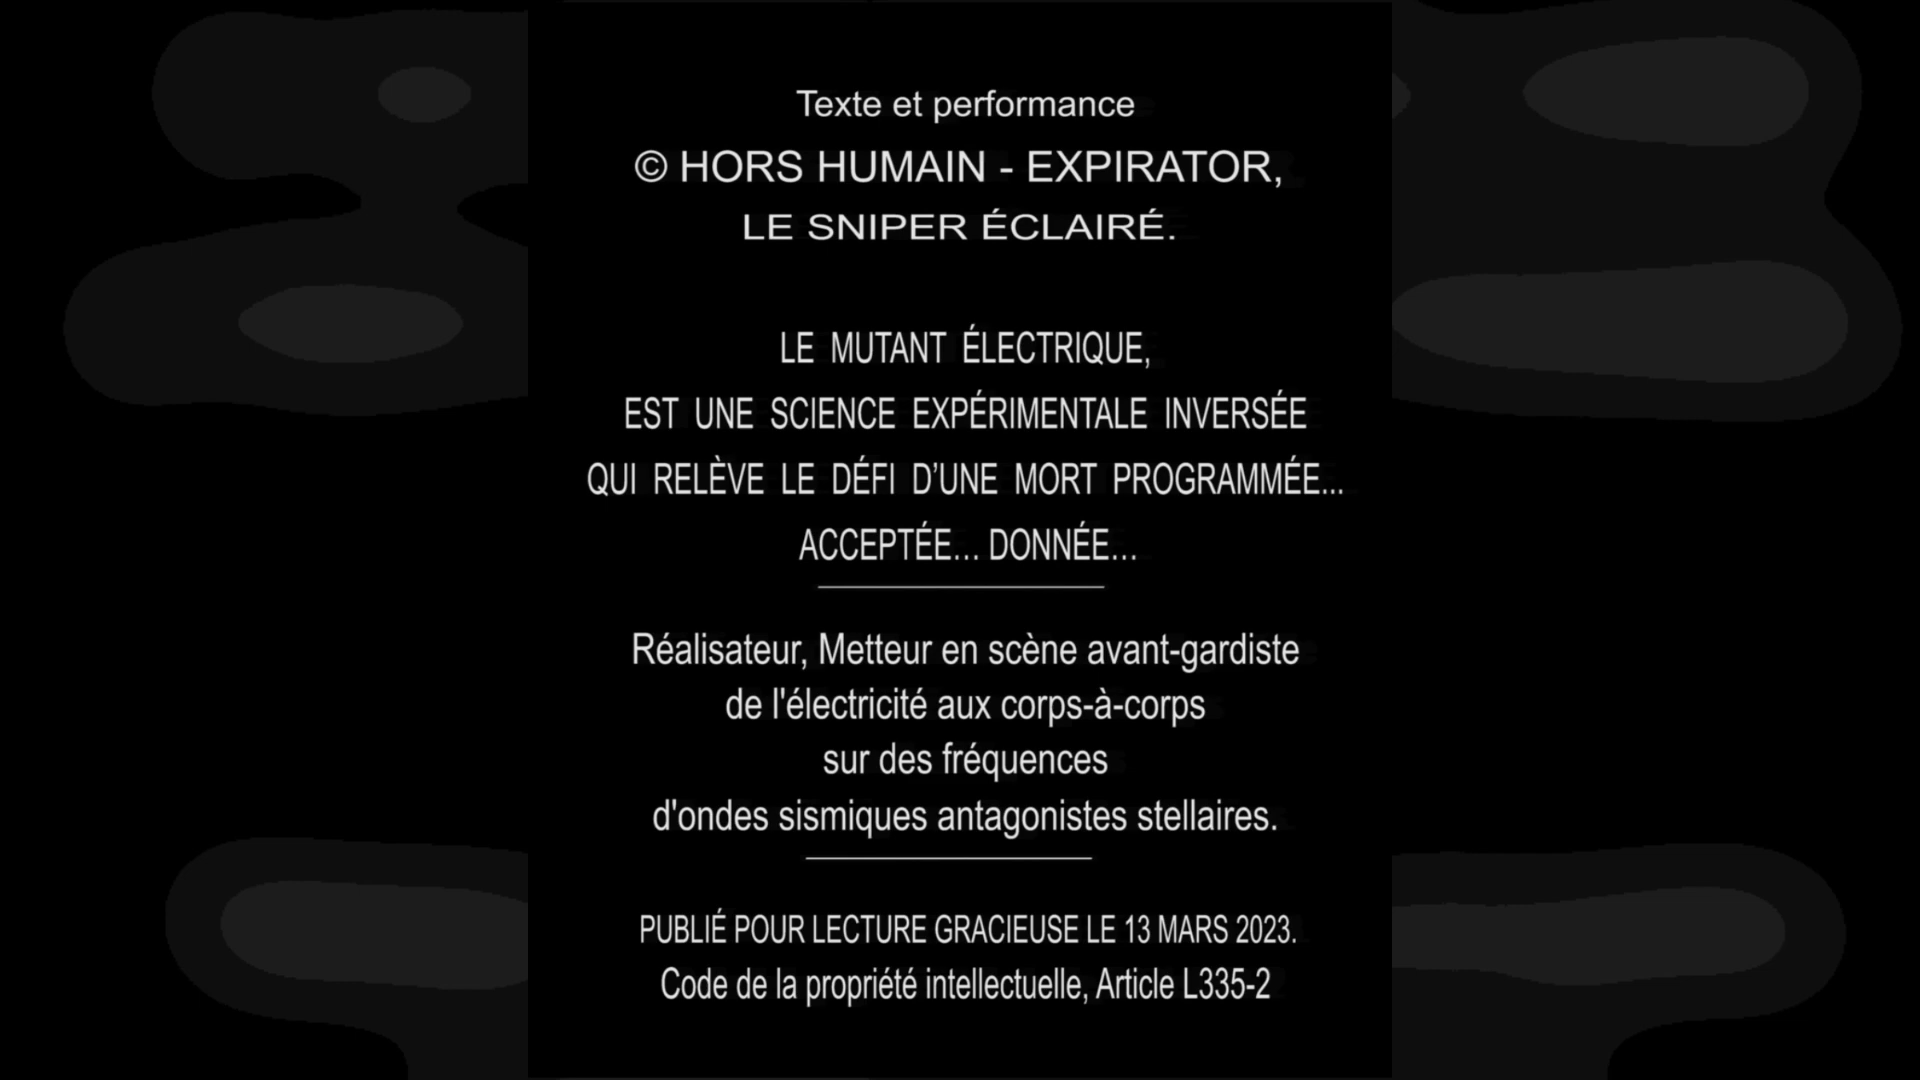 Texte et performance
© HORS HUMAIN - EXPIRATOR,
LE SNIPER ÉCLAIRÉ.
LE MUTANT ÉLECTRIQUE,
EST UNE SCIENCE EXPÉRIMENTALE INVERSÉE
QUI RELÈVE LE DÉFI D’UNE MORT PROGRAMMÉE...
ACCEPTÉE… DONNÉE…
Réalisateur, Metteur en scène avant-gardiste
de l'électricité aux corps-à-corps
sur des fréquences
d'ondes sismiques antagonistes stellaires.
PUBLIÉ POUR LECTURE GRACIEUSE LE 13 MARS 2023.
Code de la propriété intellectuelle, Article L335-2